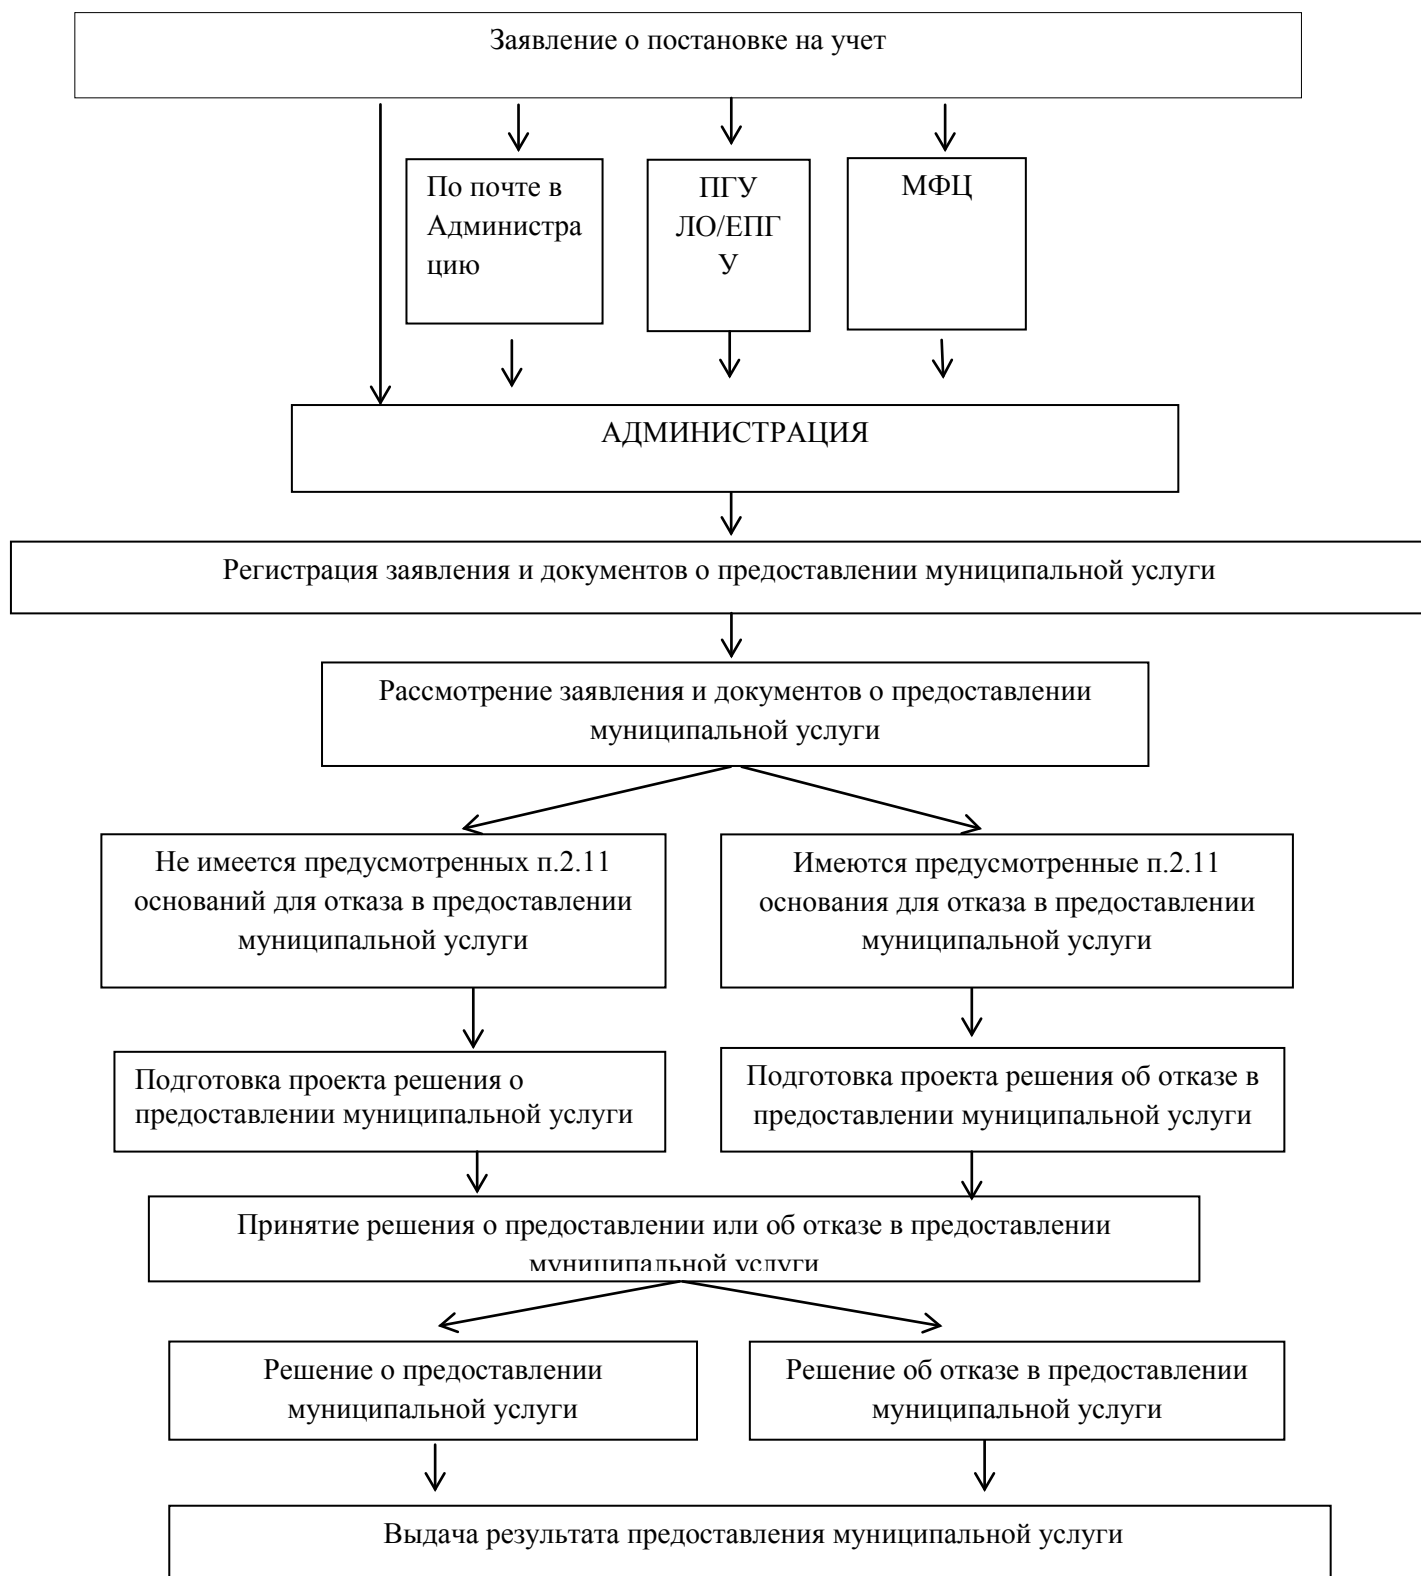 Заявление о постановке на учет
По почте в
Администра
цию
ПГУ
ЛО/ЕПГ
У
МФЦ
АДМИНИСТРАЦИЯ
Регистрация заявления и документов о предоставлении муниципальной услуги
Рассмотрение заявления и документов о предоставлении
муниципальной услуги
Не имеется предусмотренных п.2.11
оснований для отказа в предоставлении
муниципальной услуги
Имеются предусмотренные п.2.11
основания для отказа в предоставлении
муниципальной услуги
Подготовка проекта решения о
предоставлении муниципальной услуги
Подготовка проекта решения об отказе в
предоставлении муниципальной услуги
Принятие решения о предоставлении или об отказе в предоставлении
муниципальной услуги
Решение о предоставлении
муниципальной услуги
Решение об отказе в предоставлении
муниципальной услуги
Выдача результата предоставления муниципальной услуги